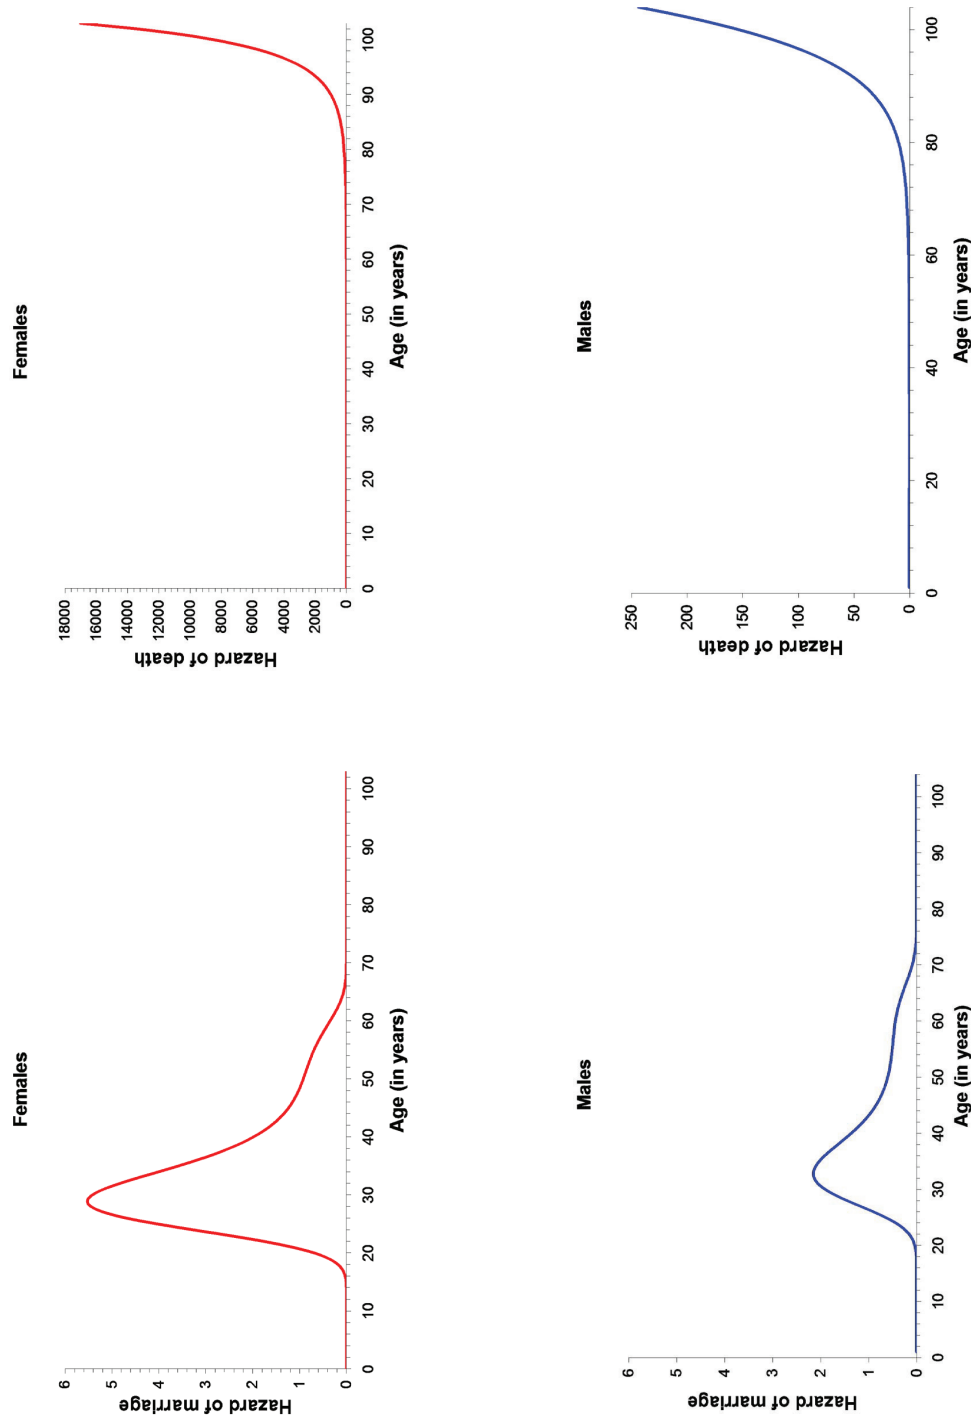 Females
Hazard of death
18000
16000
14000
12000
10000
8000
6000
4000
2000
0
0 10 20 30 40 50 60 70 80 90 100
Age (in years)
Males
Hazard of death
250
200
150
100
50
0
0 20 40 60 80 100
Age (in years)
Females
Hazard of marriage
6
5
4
3
2
1
0
0 10 20 30 40 50 60 70 80 90 100
Age (in years)
Males
Hazard of marriage
6
5
4
3
2
1
0
0 10 20 30 40 50 60 70 80 90 100
Age (in years)